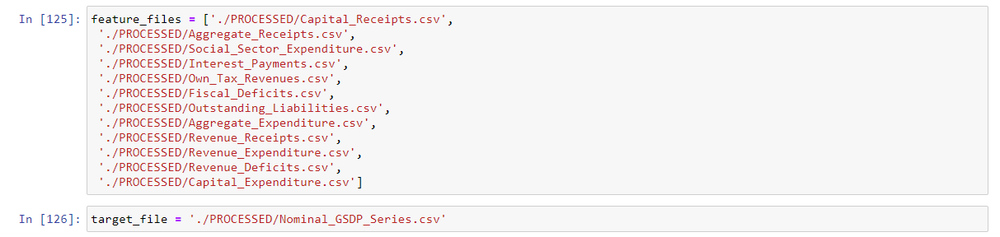 In [125]: feature_files = ['./PROCESSED/Capital_Receipts.csv',
'./PROCESSED/Aggregate_Receipts.csv',
'./PROCESSED/Social_Sector_Expenditure.csv',
'./PROCESSED/Interest_Payments.csv',
'./PROCESSED/Own_Tax_Revenues.csv',
'./PROCESSED/Fiscal_Deficits.csv',
'./PROCESSED/Outstanding_Liabilities.csv',
'./PROCESSED/Aggregate_Expenditure.csv',
'./PROCESSED/Revenue_Receipts.csv',
'./PROCESSED/Revenue_Expenditure.csv',
'./PROCESSED/Revenue_Deficits.csv',
'./PROCESSED/Capital_Expenditure.csv']
In [126]: target_file = './PROCESSED/Nominal_GSDP_Series.csv'